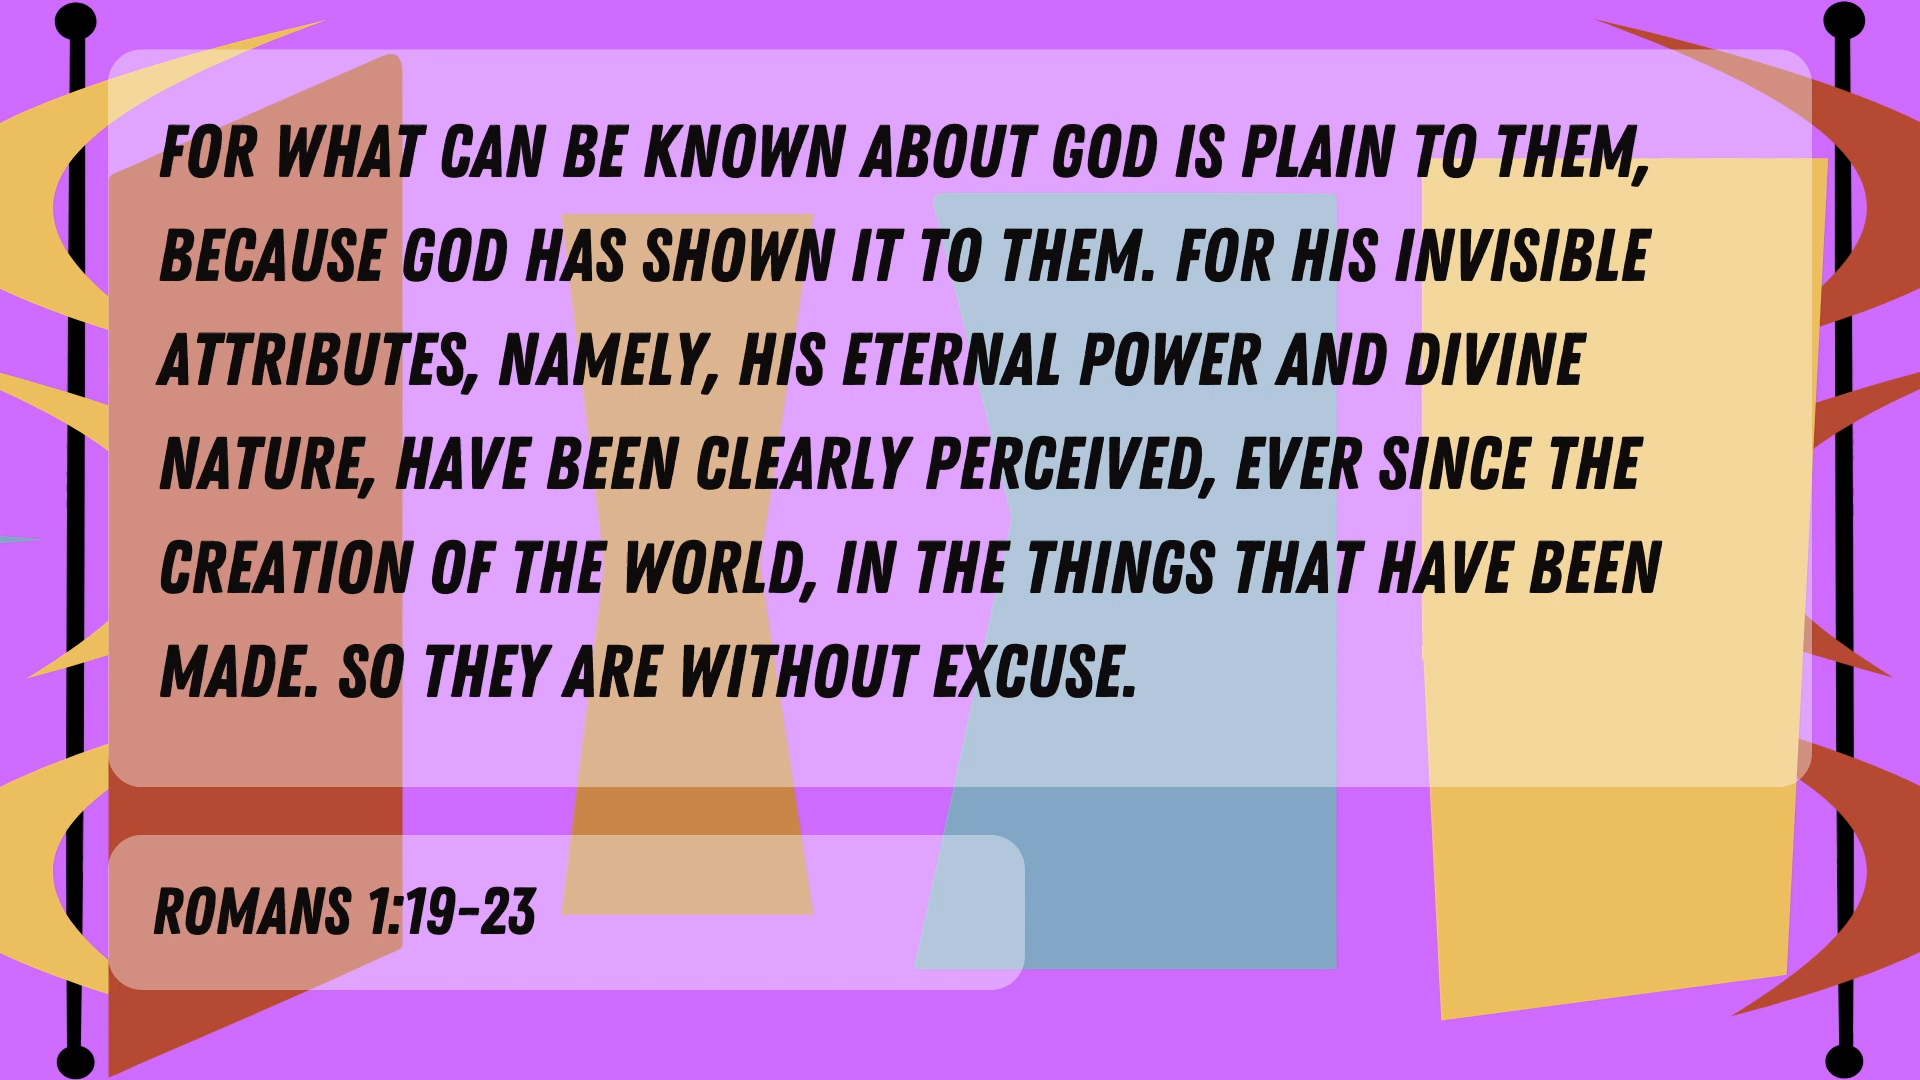 FOR WHAT CAN BE KNOWN ABOUT GOD IS PLAIN TO THEM,
BECAUSE GOD HAS SHOWN IT TO THEM. FOR HIS INVISIBLE
ATTRIBUTES, NAMELY, HIS ETERNAL POWER AND DIVINE
NATURE, HAVE BEEN CLEARLY PERCEIVED, EVER SINCE THE
CREATION OF THE WORLD, IN THE THINGS THAT HAVE BEEN
MADE. SO THEY ARE WITHOUT EXCUSE.
ROMANS 1:19-23